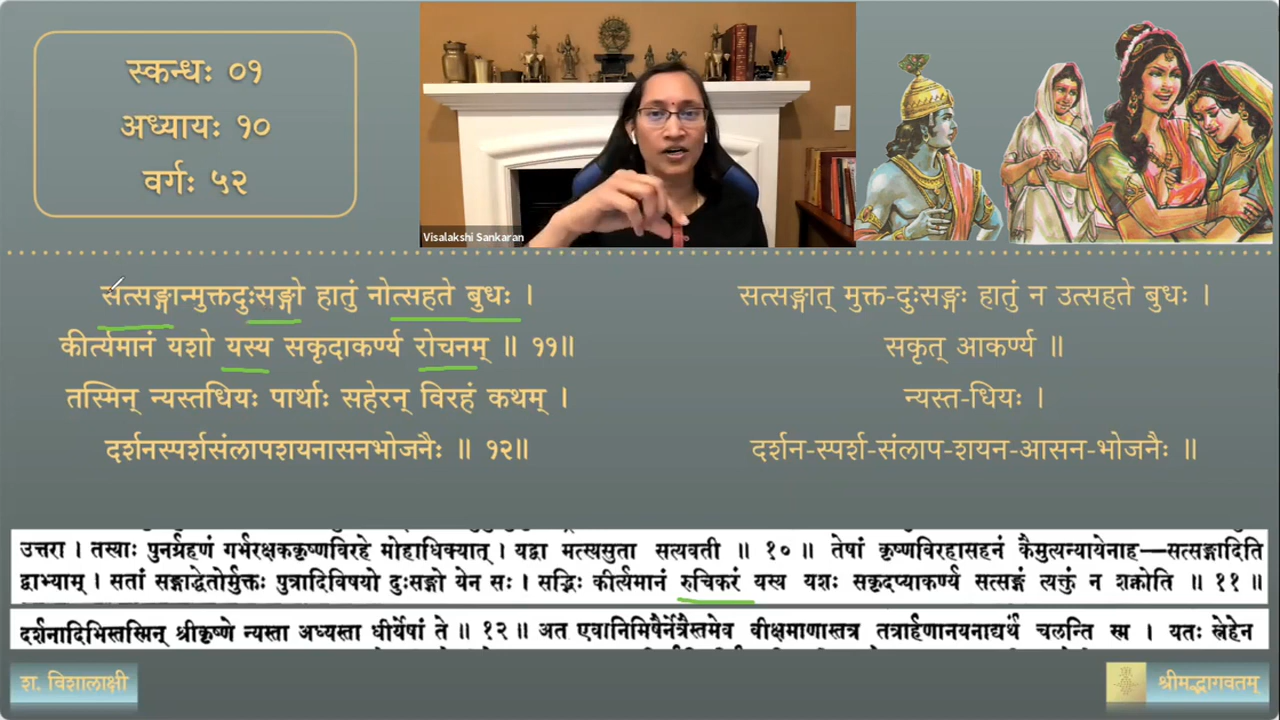 स्कन्धः ०१
अध्यायः १०
वर्गः ५२
Visalakshi Sankaran
सत्सङ्गान्मुक्तदुःसङ्गो हातुं नोत्सहते बुधः ।
कीर्त्यमानं यशो यस्य सकृदाकर्ण्य रोचनम् ॥ ११॥
तस्मिन् न्यस्तधियः पार्थाः सहेरन् विरहं कथम् ।
दर्शनस्पर्शसंलापशयनासनभोजनैः ॥ १२॥
सत्सङ्गात् मुक्त-दुःसङ्गः हातुं न उत्सहते बुधः ।
सकृत् आकर्ण्य ॥
न्यस्त-धियः ।
दर्शन-स्पर्श-संलाप-शयन-आसन-भोजनैः ॥
उत्तरा । तस्याः पुनर्ग्रहणं गर्भरक्षककृष्णविरहे मोहाधिक्यात् । यद्वा मत्स्यसुता सत्यवती ॥ १० ॥ तेषां कृष्णविरहासहनं कैमुत्यन्यायेनाह—सत्सङ्गादिति
द्वाभ्याम् । सतां सङ्गाद्धेतोर्मुक्तः पुत्रादिविषयो दुःसङ्गो येन सः । सद्भिः कीर्त्यमानं रुचिकरं यस्य यशः सकृदप्याकर्ण्य सत्सङ्गं त्यक्तुं न शक्नोति ॥ ११ ॥
दर्शनादिभिस्तस्मिन् श्रीकृष्णे न्यस्ता अध्यस्ता धीर्येषां ते ॥ १२ ॥ अत एवानिमिषैर्नेत्रैस्तमेव वीक्षमाणास्तत्र तत्रार्हणानयनाद्यर्थं चलन्ति स्म । यतः स्नेहेन
श. विशालाक्षी
श्रीमद्भागवतम्